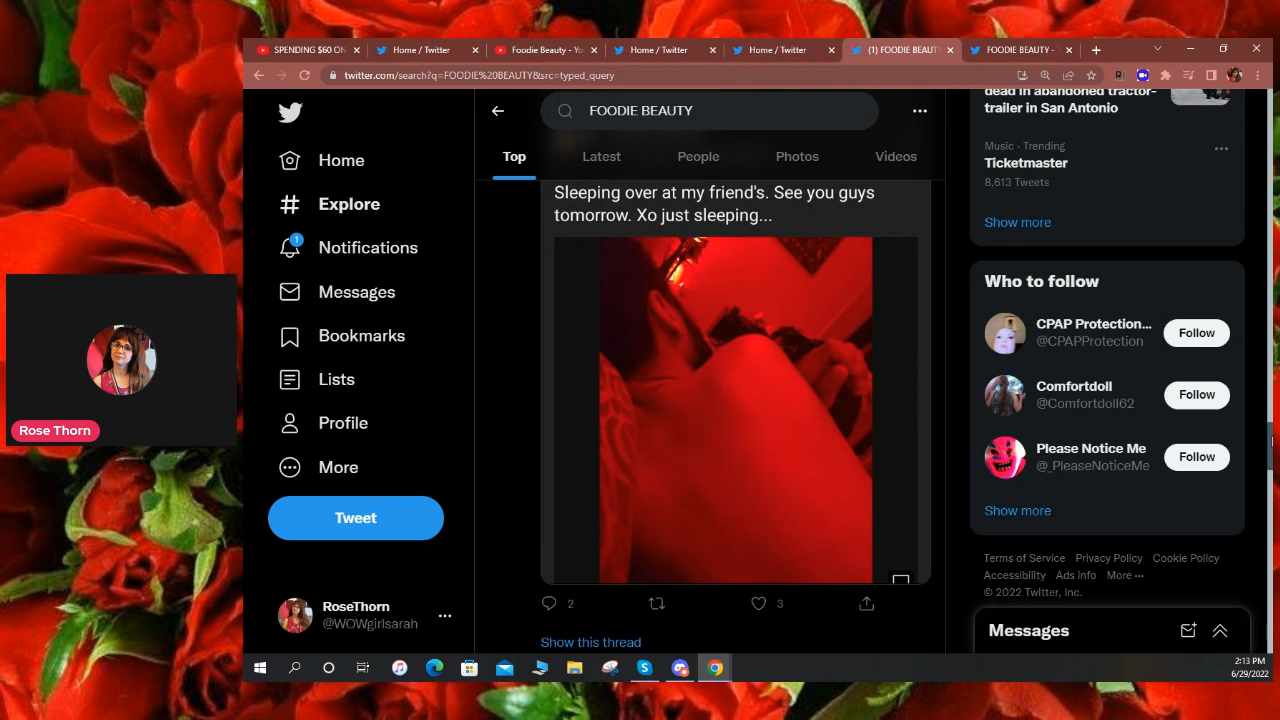 SPENDING $60 ON
Home / Twitter
Foodie Beauty - Yo
Home / Twitter
Home / Twitter
(1) FOODIE BEAUT
FOODIE BEAUTY -
twitter.com/search?q=FOODIE%20BEAUTY&src=typed_query
FOODIE BEAUTY
Top
Latest
People
Photos
Videos
Home
Explore
1
Notifications
Messages
Bookmarks
Lists
Profile
More
Tweet
RoseThorn
@WOWgirlsarah
Rose Thorn
Sleeping over at my friend's. See you guys
tomorrow. Xo just sleeping...
2
3
Show this thread
dead in abandoned tractor-
trailer in San Antonio
Music · Trending
Ticketmaster
8,613 Tweets
Show more
Who to follow
CPAP Protection...
@CPAPProtection
Follow
Comfortdoll
@Comfortdoll62
Follow
Please Notice Me
@_PleaseNoticeMe
Follow
Show more
Terms of Service Privacy Policy Cookie Policy
Accessibility Ads info More ···
© 2022 Twitter, Inc.
Messages
2:13 PM
6/29/2022